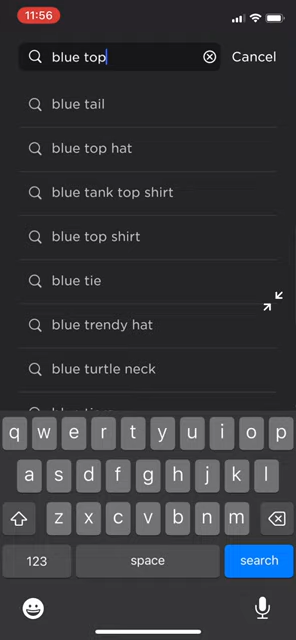 11:56
blue top
Cancel
blue tail
blue top hat
blue tank top shirt
blue top shirt
blue tie
blue trendy hat
blue turtle neck
q w e r t y u i o p
a s d f g h j k l
z x c v b n m
123 space search